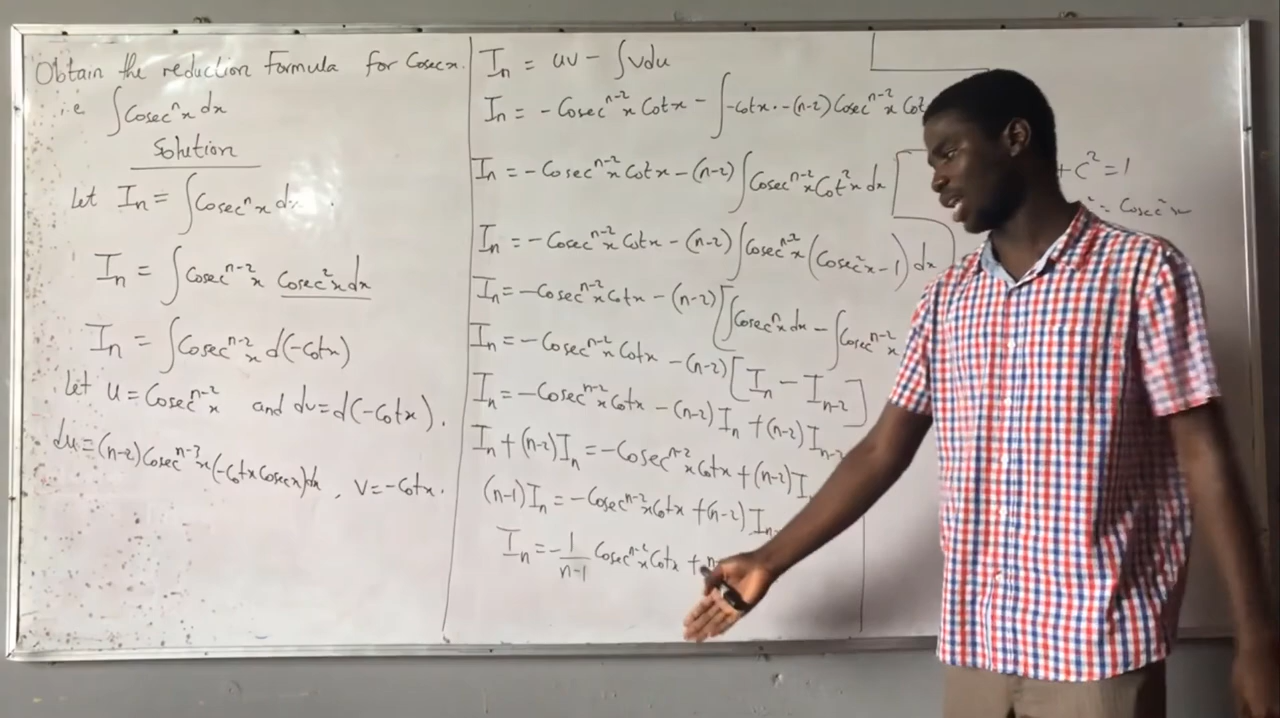 Obtain the reduction Formula for Cosecx.
i.e ∫Cosecⁿx dx
Solution
Let Iₙ = ∫Cosecⁿx dx.
Iₙ = ∫Cosecⁿ⁻²x Cosec²x dx
Iₙ = ∫Cosecⁿ⁻²x d(-Cotx)
Let U = Cosecⁿ⁻²x and dv = d(-Cotx).
du = (n-2)Cosecⁿ⁻³x(-CotxCosecx)dx, V = -Cotx.
Iₙ = uv - ∫vdu
Iₙ = -Cosecⁿ⁻²x Cotx - ∫-Cotx·-(n-2)Cosecⁿ⁻²x Cot
Iₙ = -Cosecⁿ⁻²x Cotx - (n-2)∫Cosecⁿ⁻²x Cot²x dx
Iₙ = -Cosecⁿ⁻²x Cotx - (n-2)∫Cosecⁿ⁻²x (Cosec²x - 1) dx
Iₙ = -Cosecⁿ⁻²x Cotx - (n-2)[∫Cosecⁿx dx - ∫Cosecⁿ⁻²x
Iₙ = -Cosecⁿ⁻²x Cotx - (n-2)[Iₙ - Iₙ₋₂]
Iₙ = -Cosecⁿ⁻²x Cotx - (n-2)Iₙ + (n-2)Iₙ₋₂
Iₙ + (n-2)Iₙ = -Cosecⁿ⁻²x Cotx + (n-2)I
(n-1)Iₙ = -Cosecⁿ⁻²x Cotx + (n-2)Iₙ₋
Iₙ = -1/(n-1) Cosecⁿ⁻²x Cotx + n-
+ C² = 1
² = Cosec²x